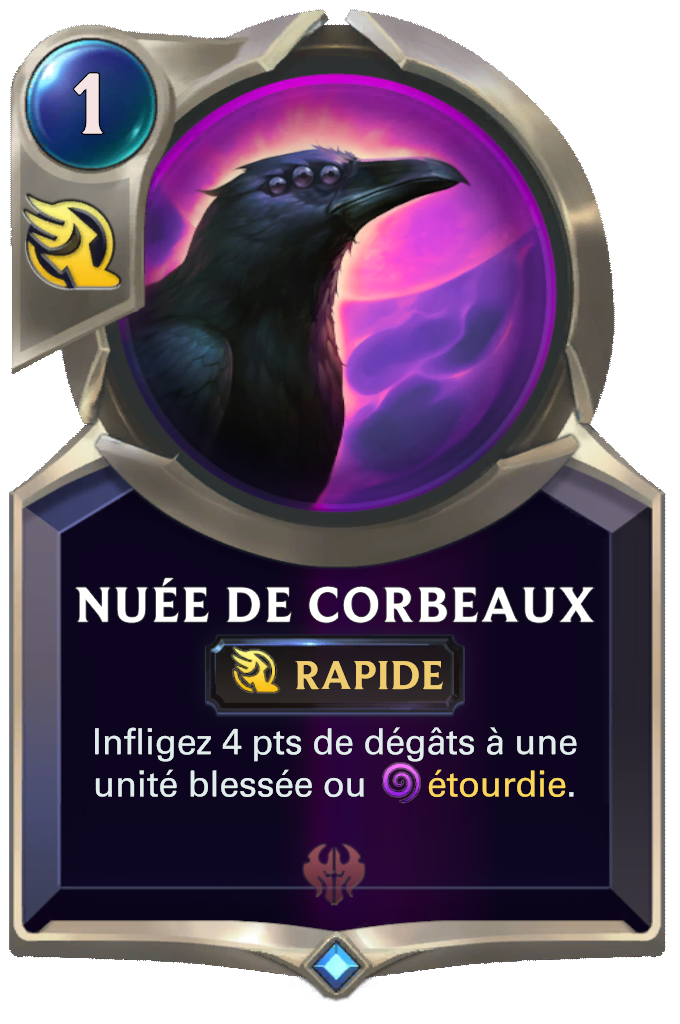 1
NUÉE DE CORBEAUX
RAPIDE
Infligez 4 pts de dégâts à une
unité blessée ou étourdie.